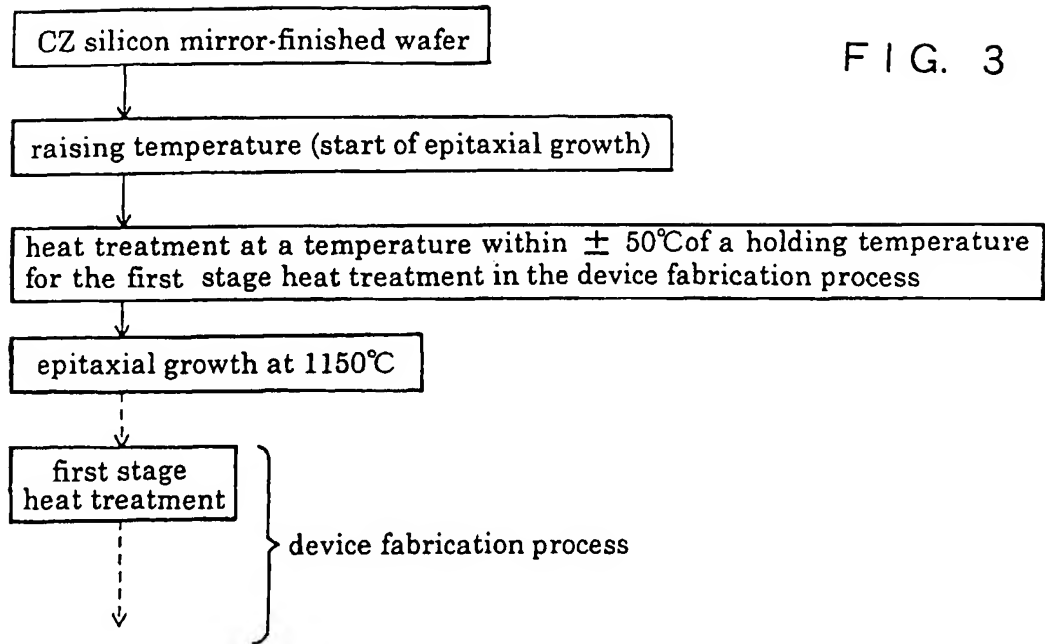 CZ silicon mirror-finished wafer
FIG. 3
raising temperature (start of epitaxial growth)
heat treatment at a temperature within ± 50℃ of a holding temperature
for the first stage heat treatment in the device fabrication process
epitaxial growth at 1150℃
first stage
heat treatment
device fabrication process